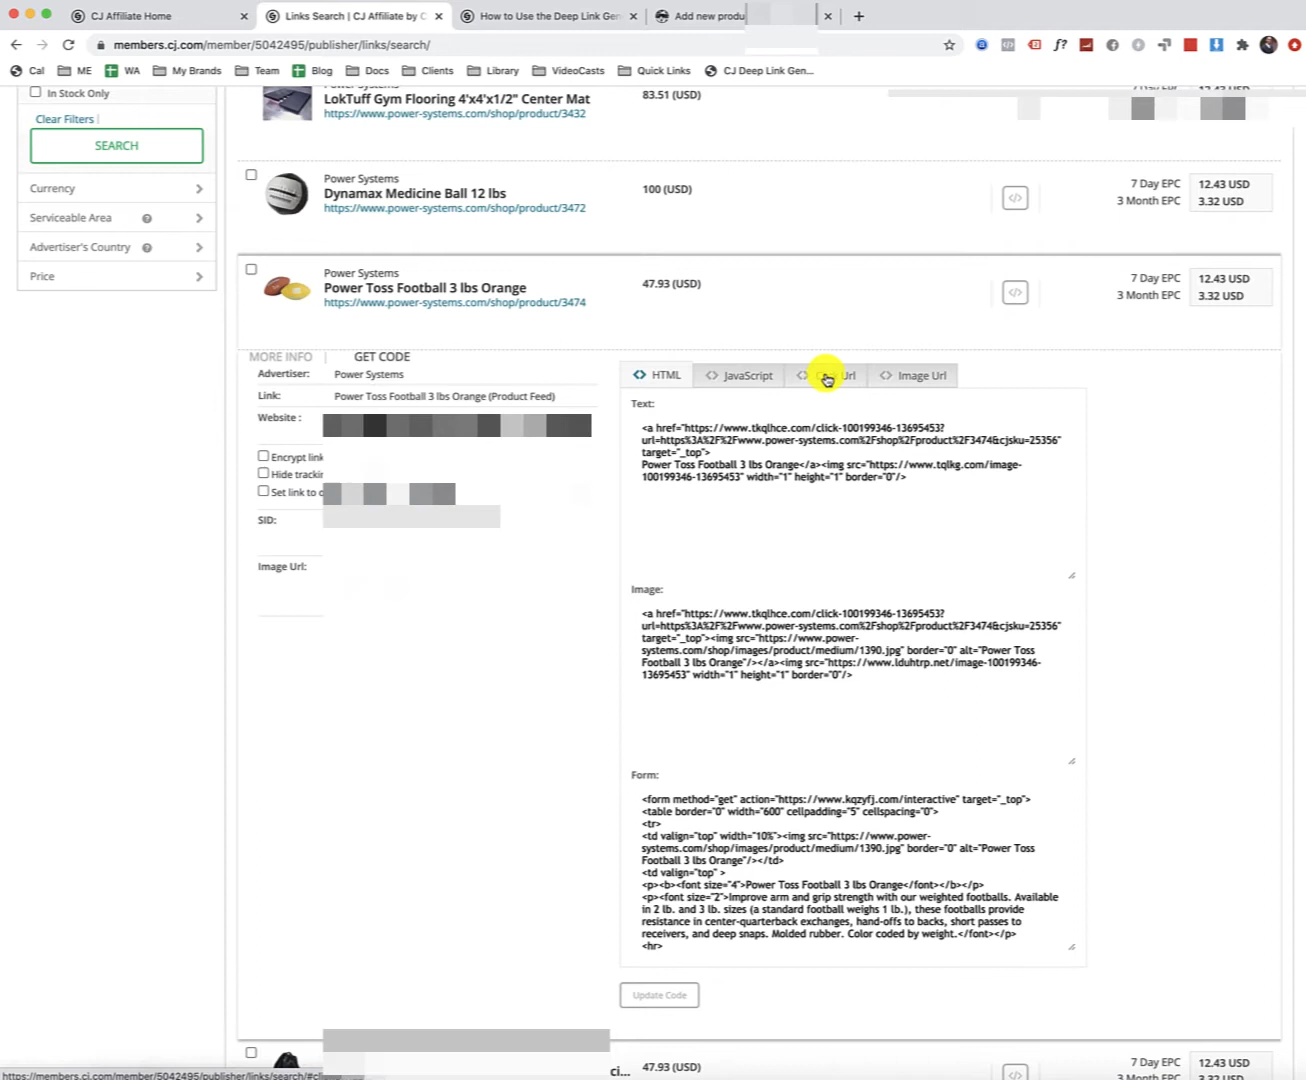 CJ Affiliate Home
Links Search | CJ Affiliate by C
How to Use the Deep Link Gen
Add new produ
members.cj.com/member/5042495/publisher/links/search/
Cal
ME
WA
My Brands
Team
Blog
Docs
Clients
Library
VideoCasts
Quick Links
CJ Deep Link Gen...
In Stock Only
Clear Filters |
SEARCH
Currency
Serviceable Area
Advertiser's Country
Price
LokTuff Gym Flooring 4'x4'x1/2" Center Mat
https://www.power-systems.com/shop/product/3432
83.51 (USD)
Power Systems
Dynamax Medicine Ball 12 lbs
https://www.power-systems.com/shop/product/3472
100 (USD)
7 Day EPC 12.43 USD
3 Month EPC 3.32 USD
Power Systems
Power Toss Football 3 lbs Orange
https://www.power-systems.com/shop/product/3474
47.93 (USD)
7 Day EPC 12.43 USD
3 Month EPC 3.32 USD
MORE INFO | GET CODE
Advertiser: Power Systems
Link: Power Toss Football 3 lbs Orange (Product Feed)
Website :
Encrypt link
Hide trackin
Set link to o
SID:
Image Url:
<> HTML
<> JavaScript
Url
<> Image Url
Text:
<a href="https://www.tkqlhce.com/click-100199346-13695453?
url=https%3A%2F%2Fwww.power-systems.com%2Fshop%2Fproduct%2F3474&cjsku=25356"
target="_top">
Power Toss Football 3 lbs Orange</a><img src="https://www.tqlkg.com/image-
100199346-13695453" width="1" height="1" border="0"/>
Image:
<a href="https://www.tkqlhce.com/click-100199346-13695453?
url=https%3A%2F%2Fwww.power-systems.com%2Fshop%2Fproduct%2F3474&cjsku=25356"
target="_top"><img src="https://www.power-
systems.com/shop/images/product/medium/1390.jpg" border="0" alt="Power Toss
Football 3 lbs Orange"/></a><img src="https://www.lduhtrp.net/image-100199346-
13695453" width="1" height="1" border="0"/>
Form:
<form method="get" action="https://www.kqzyfj.com/interactive" target="_top">
<table border="0" width="600" cellpadding="5" cellspacing="0">
<tr>
<td valign="top" width="10%"><img src="https://www.power-
systems.com/shop/images/product/medium/1390.jpg" border="0" alt="Power Toss
Football 3 lbs Orange"/></td>
<td valign="top" >
<p><b><font size="4">Power Toss Football 3 lbs Orange</font></b></p>
<p><font size="2">Improve arm and grip strength with our weighted footballs. Available
in 2 lb. and 3 lb. sizes (a standard football weighs 1 lb.), these footballs provide
resistance in center-quarterback exchanges, hand-offs to backs, short passes to
receivers, and deep snaps. Molded rubber. Color coded by weight.</font></p>
<hr>
Update Code
ci...
47.93 (USD)
7 Day EPC 12.43 USD
https://members.cj.com/member/5042495/publisher/links/search/#cli